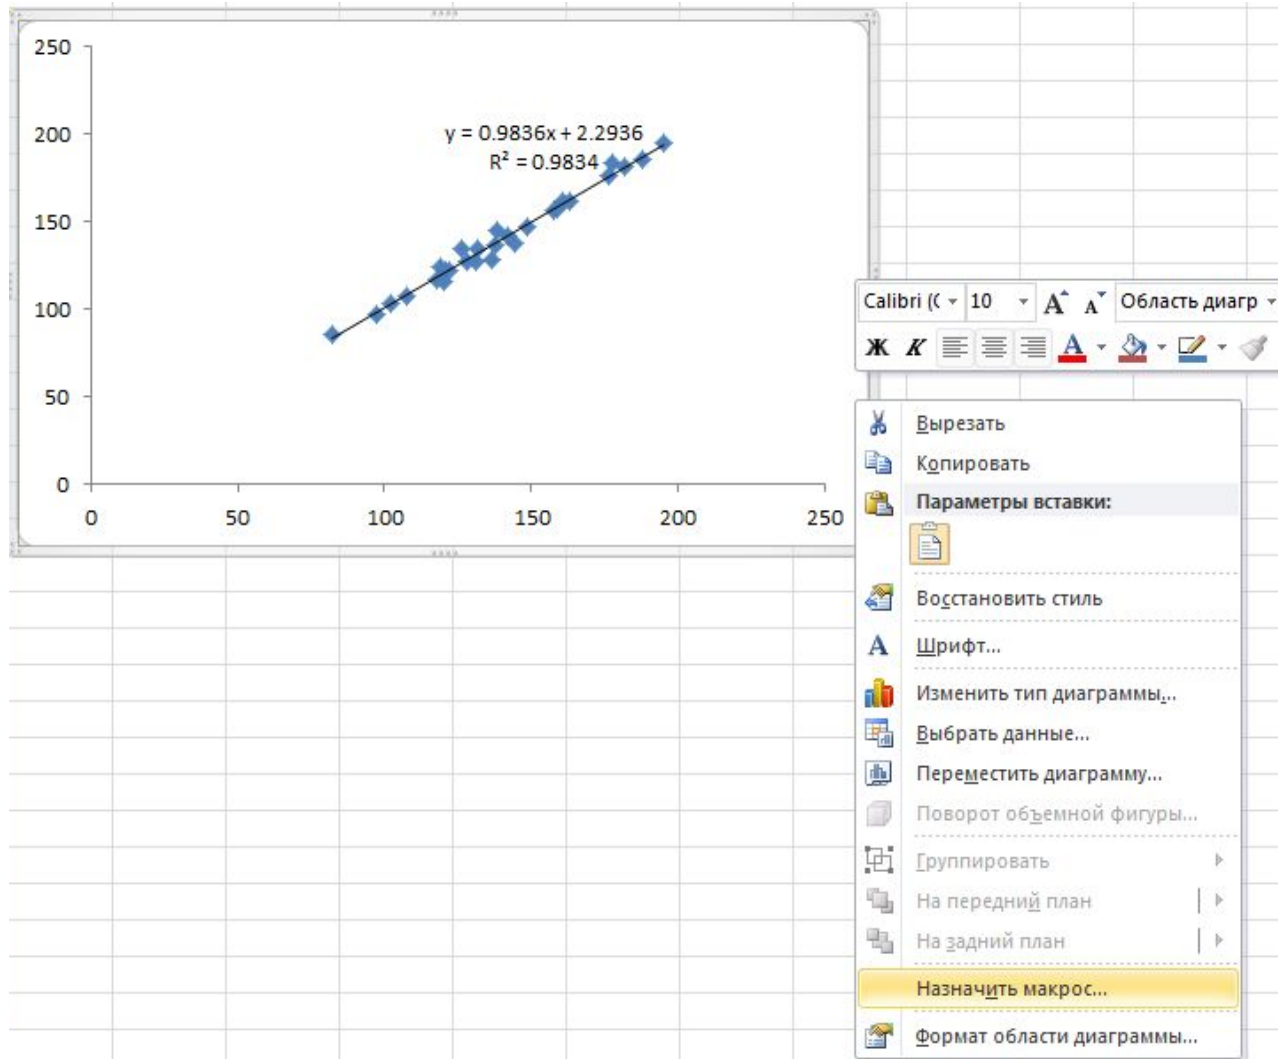 250
200
150
100
50
0
y = 0.9836x + 2.2936
R² = 0.9834
0 50 100 150 200 250
Calibri (С 10 A A Область диагр
Ж К A
Вырезать
Копировать
Параметры вставки:
Восстановить стиль
А Шрифт...
Изменить тип диаграммы...
Выбрать данные...
Переместить диаграмму...
Поворот объемной фигуры...
Группировать
На передний план
На задний план
Назначить макрос...
Формат области диаграммы...